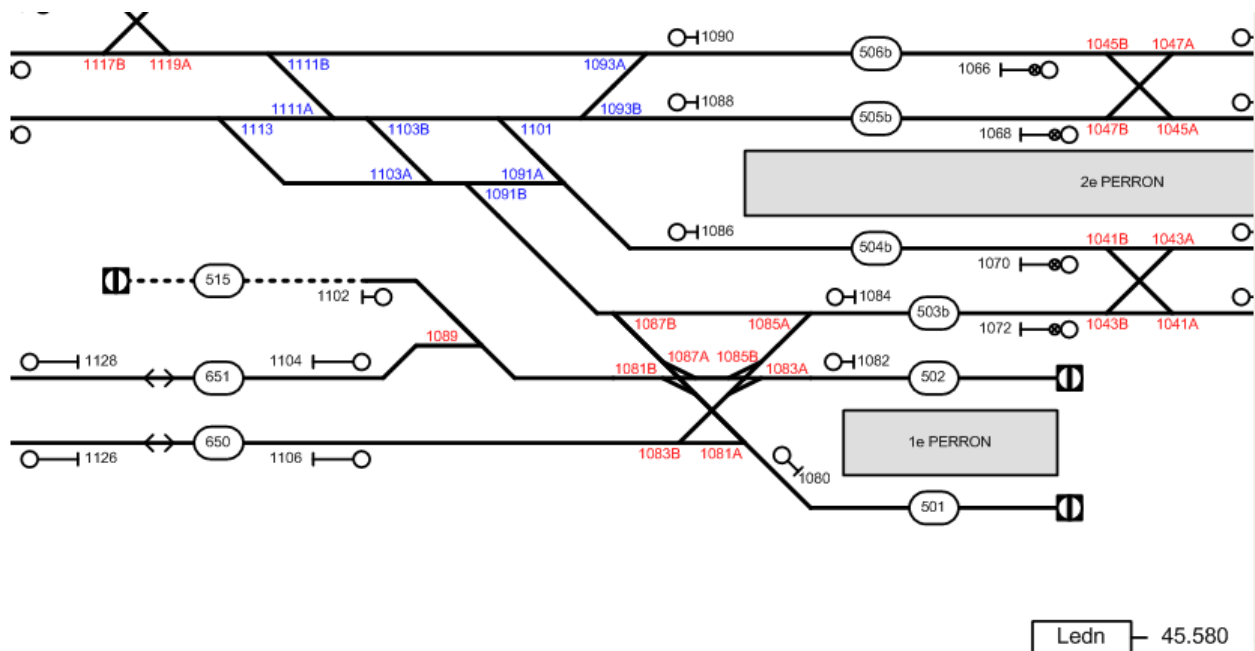 1090
1117B 1119A 1111B 1093A 506b 1045B 1047A
1066
1088
1111A 1093B
1113 1103B 1101 505b 1047B 1045A
1068
1103A 1091A 2e PERRON
1091B
1086
1041B 1043A
504b
1070
515
1102 1084
503b
1087B 1085A 1072 1043B 1041A
1089
1128 1104 1087A 1085B 1082
1081B 1083A
651 502
650 1e PERRON
1126 1106 1083B 1081A
1080
501
Ledn 45.580